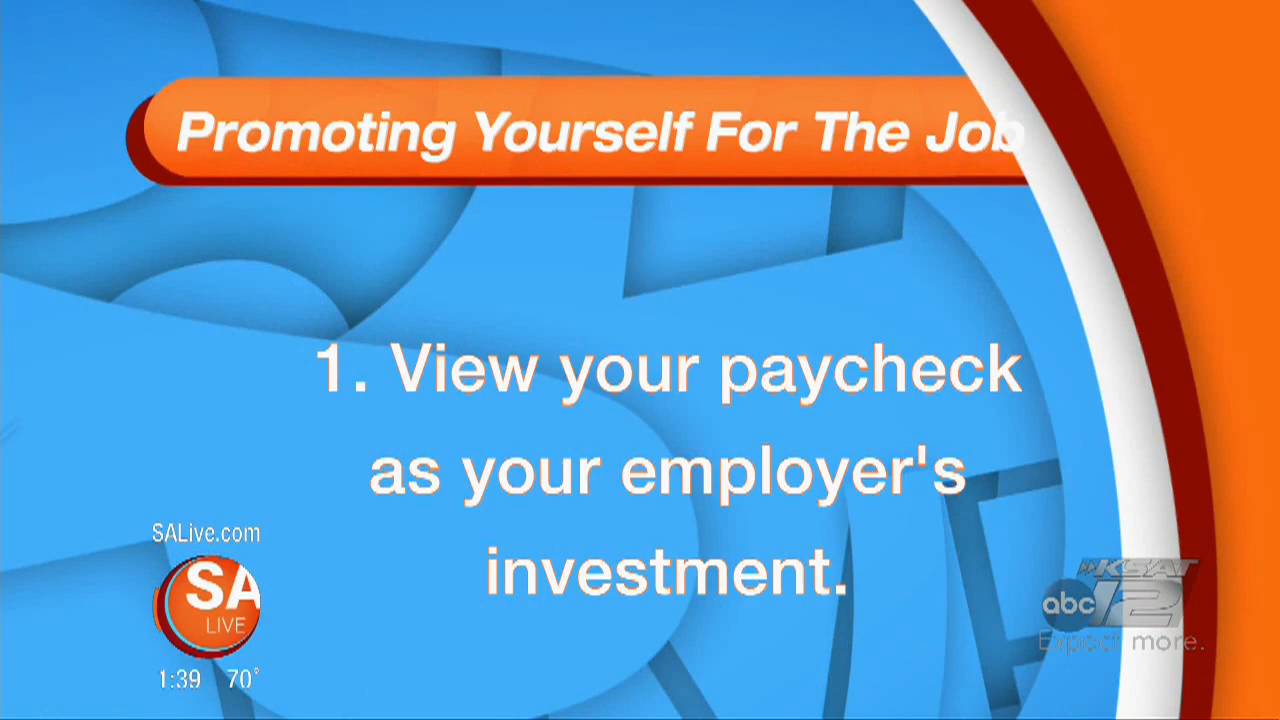 Promoting Yourself For The Job
1. View your paycheck
as your employer's
investment.
SALive.com
SA
LIVE
1:39 70°
KSAT
abc 12
Expect more.